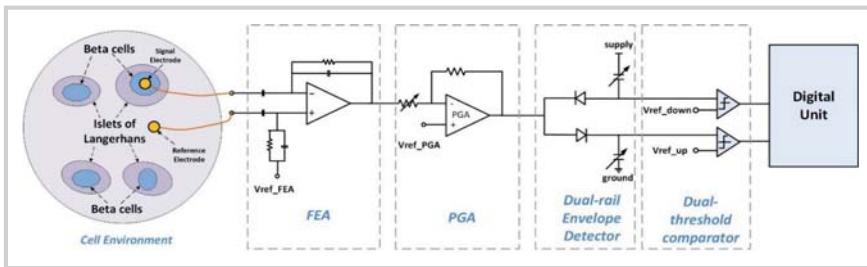 Beta cells
Signal
Electrode
Islets of
Langerhans
Reference
Electrode
Beta cells
Cell Environment
Vref_FEA
FEA
PGA
Vref_PGA
PGA
supply
ground
Dual-rail
Envelope
Detector
Vref_down
Vref_up
Dual-
threshold
comparator
Digital
Unit